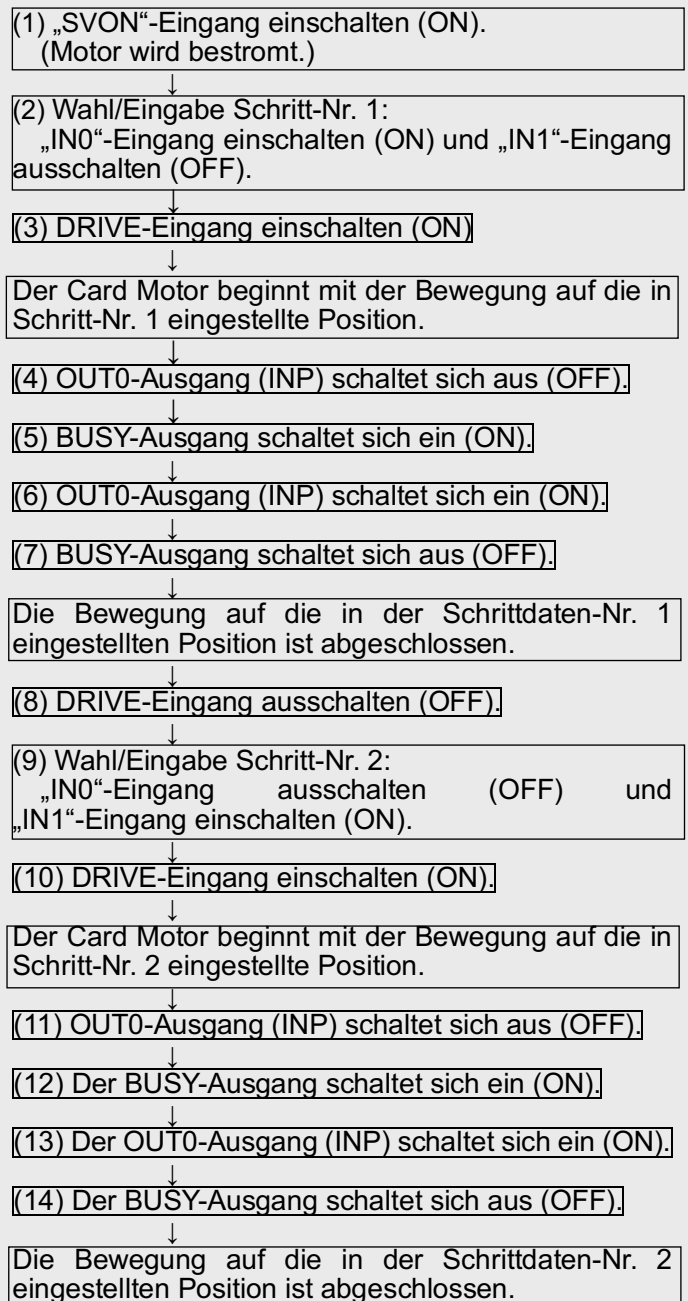 (1) „SVON“-Eingang einschalten (ON).
(Motor wird bestromt.)
↓
(2) Wahl/Eingabe Schritt-Nr. 1:
„IN0“-Eingang einschalten (ON) und „IN1“-Eingang
ausschalten (OFF).
↓
(3) DRIVE-Eingang einschalten (ON)
↓
Der Card Motor beginnt mit der Bewegung auf die in
Schritt-Nr. 1 eingestellte Position.
↓
(4) OUT0-Ausgang (INP) schaltet sich aus (OFF).
↓
(5) BUSY-Ausgang schaltet sich ein (ON).
↓
(6) OUT0-Ausgang (INP) schaltet sich ein (ON).
↓
(7) BUSY-Ausgang schaltet sich aus (OFF).
↓
Die Bewegung auf die in der Schrittdaten-Nr. 1
eingestellten Position ist abgeschlossen.
↓
(8) DRIVE-Eingang ausschalten (OFF).
↓
(9) Wahl/Eingabe Schritt-Nr. 2:
„IN0“-Eingang ausschalten (OFF) und
„IN1“-Eingang einschalten (ON).
↓
(10) DRIVE-Eingang einschalten (ON).
↓
Der Card Motor beginnt mit der Bewegung auf die in
Schritt-Nr. 2 eingestellte Position.
↓
(11) OUT0-Ausgang (INP) schaltet sich aus (OFF).
↓
(12) Der BUSY-Ausgang schaltet sich ein (ON).
↓
(13) Der OUT0-Ausgang (INP) schaltet sich ein (ON).
↓
(14) Der BUSY-Ausgang schaltet sich aus (OFF).
↓
Die Bewegung auf die in der Schrittdaten-Nr. 2
eingestellten Position ist abgeschlossen.